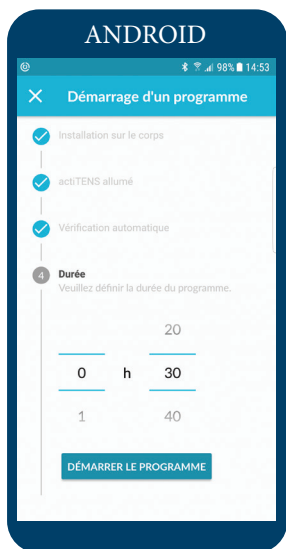 ANDROID
98% 14:53
Démarrage d'un programme
Installation sur le corps
actiTENS allumé
Vérification automatique
4 Durée
Veuillez définir la durée du programme.
20
0 h 30
1 40
DÉMARRER LE PROGRAMME